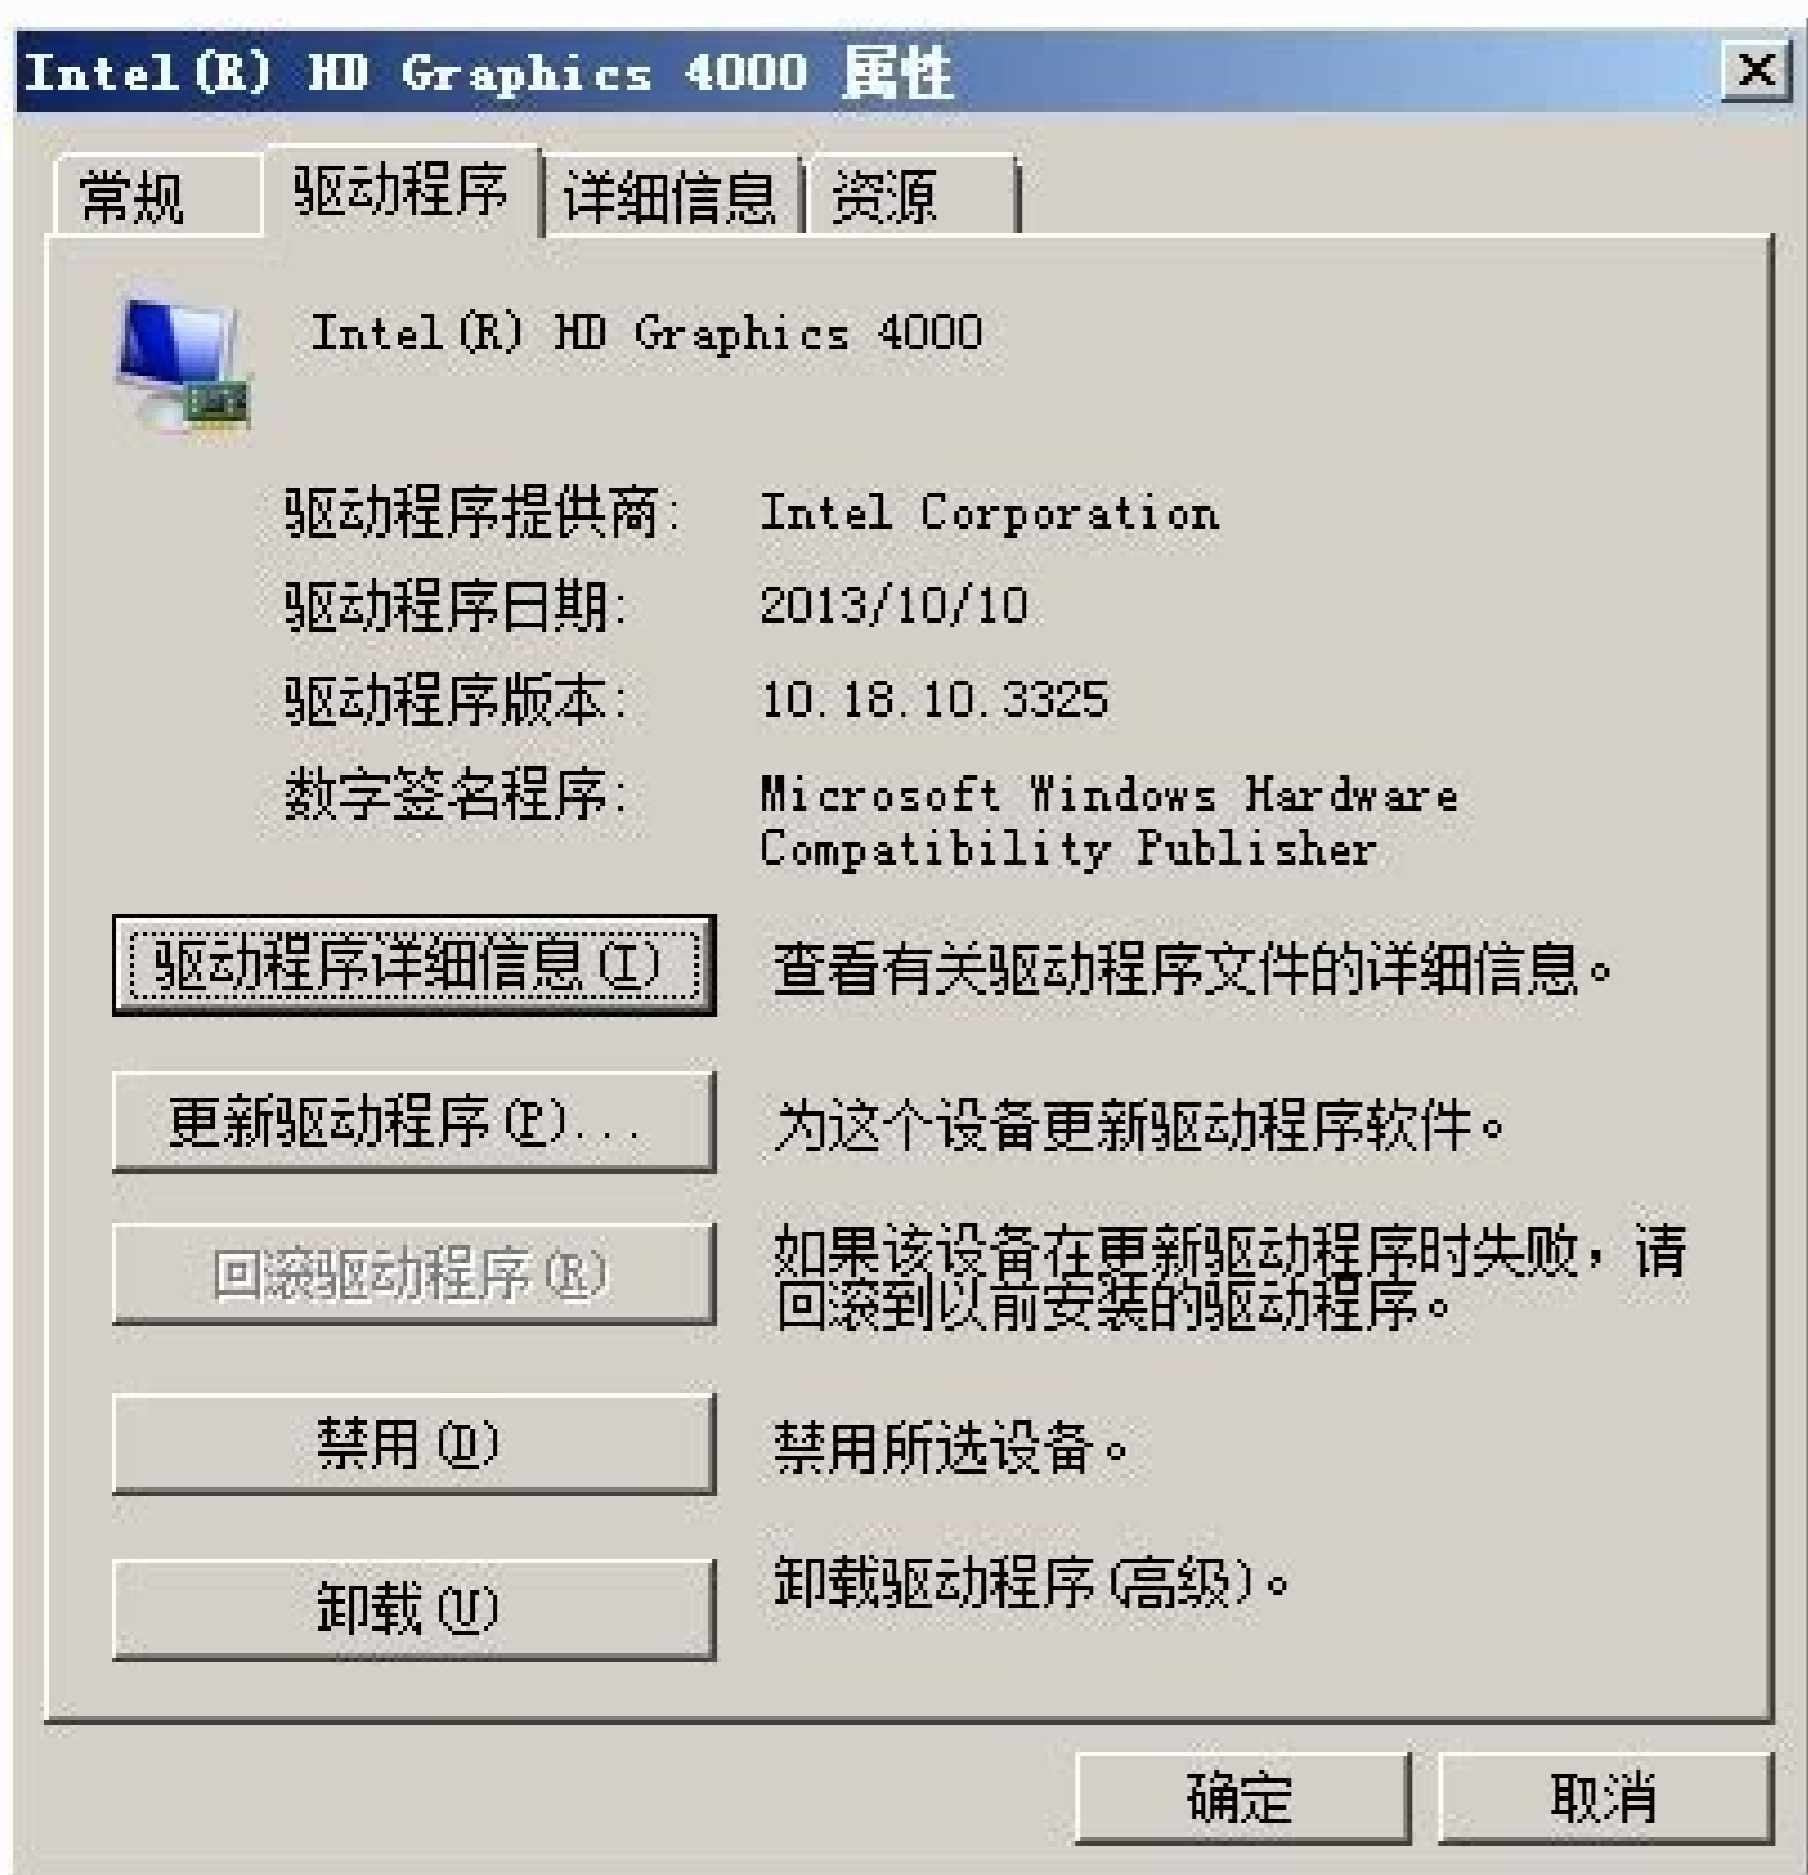 Intel(R) HD Graphics 4000 属性
常规 驱动程序 详细信息 资源
Intel(R) HD Graphics 4000
驱动程序提供商: Intel Corporation
驱动程序日期: 2013/10/10
驱动程序版本: 10.18.10.3325
数字签名程序: Microsoft Windows Hardware
Compatibility Publisher
驱动程序详细信息(I) 查看有关驱动程序文件的详细信息。
更新驱动程序(P)... 为这个设备更新驱动程序软件。
回滚驱动程序(R) 如果该设备在更新驱动程序时失败，请
回滚到以前安装的驱动程序。
禁用(D) 禁用所选设备。
卸载(U) 卸载驱动程序(高级)。
确定 取消